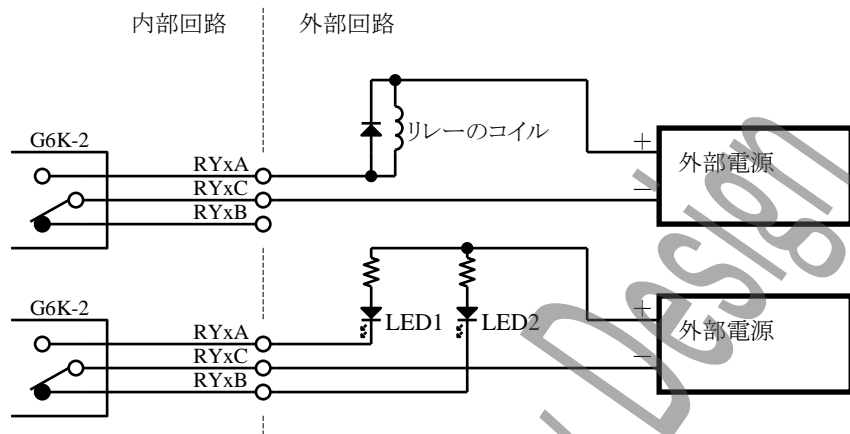 内部回路 外部回路
G6K-2
RYxA
RYxC
RYxB
リレーのコイル
+
−
外部電源
G6K-2
RYxA
RYxC
RYxB
LED1
LED2
+
−
外部電源
Design